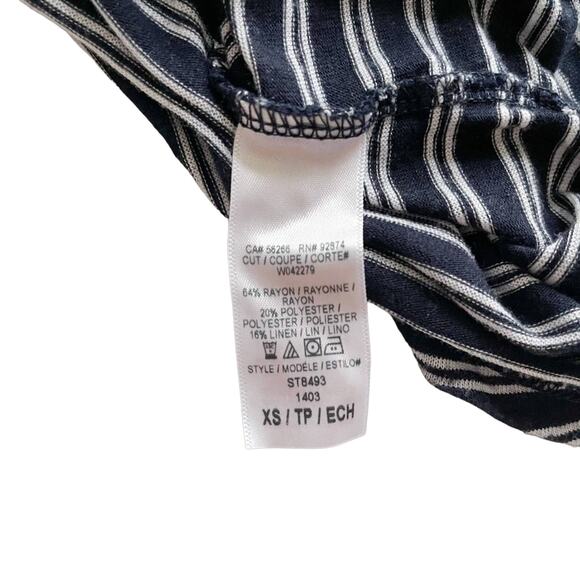 CA# 56266 RN# 92874
CUT / COUPE / CORTE#
W042279
64% RAYON / RAYONNE /
RAYON
20% POLYESTER /
POLYESTER / POLIESTER
16% LINEN / LIN / LINO
STYLE / MODÈLE / ESTILO#
ST8493
1403
XS / TP / ECH